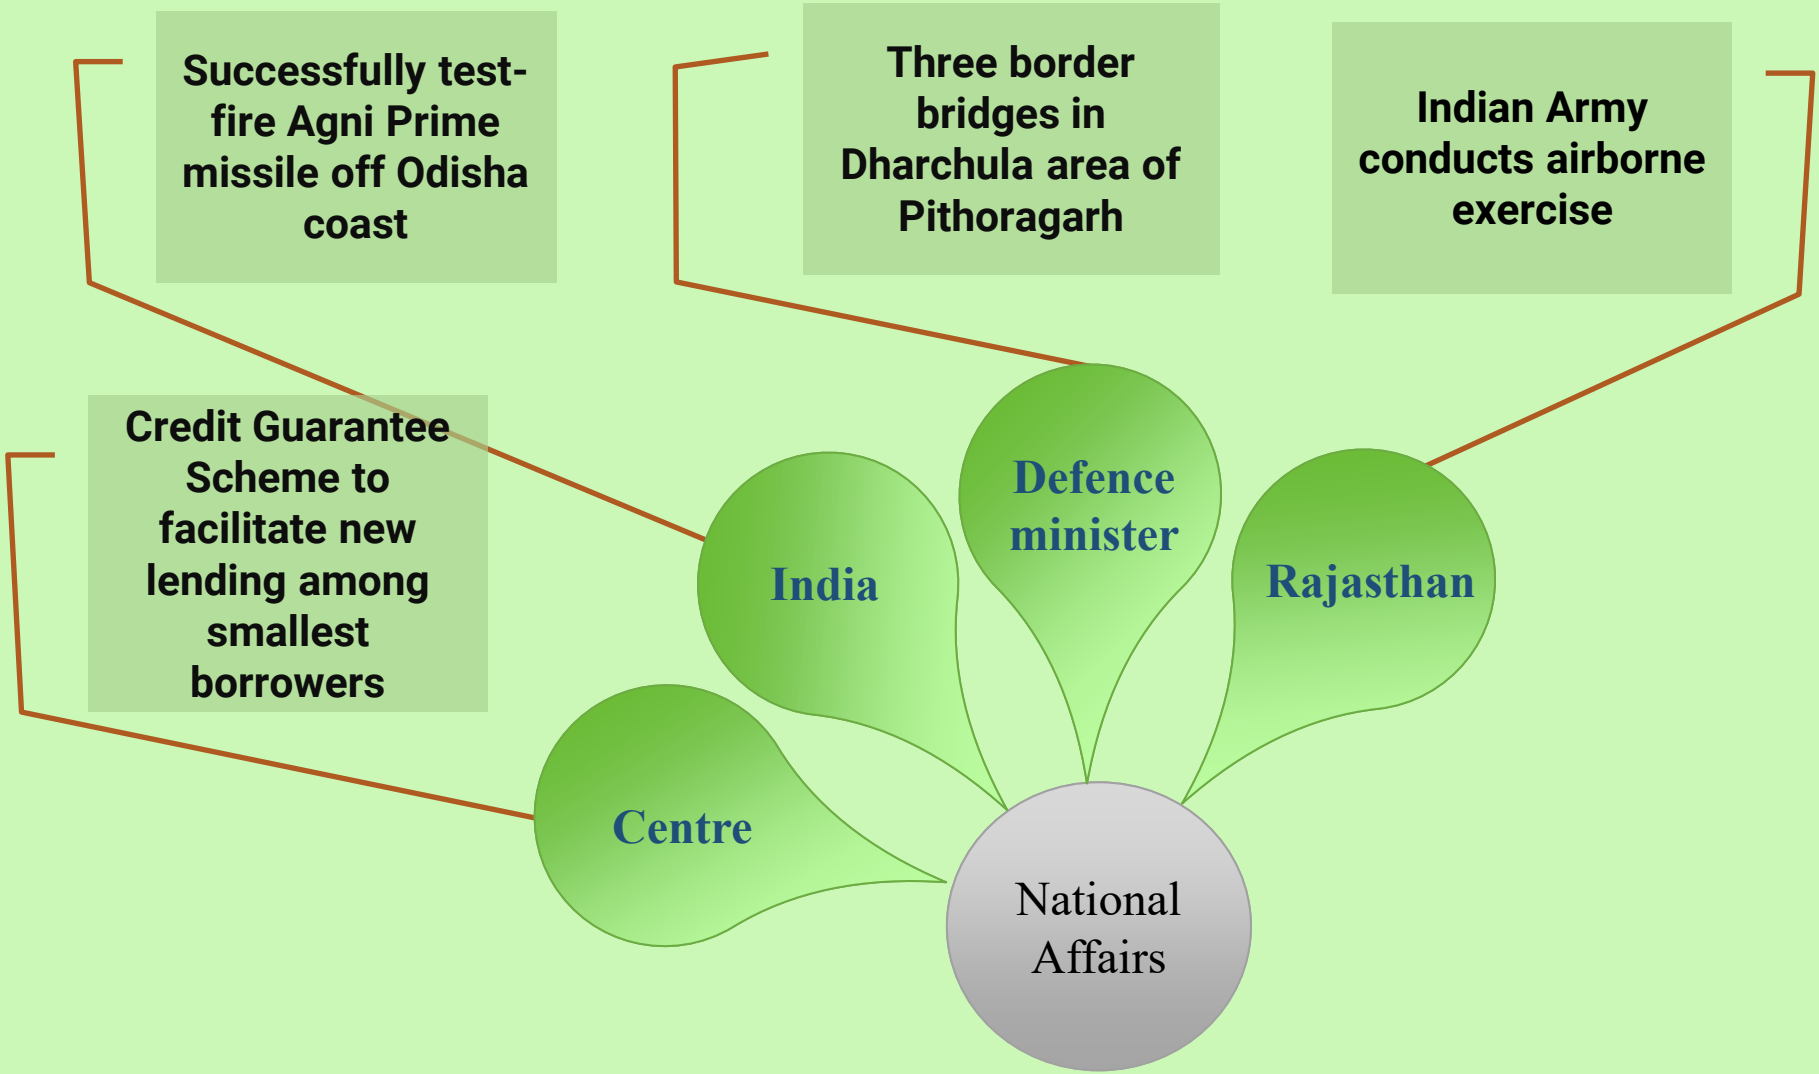 Successfully test-
fire Agni Prime
missile off Odisha
coast
Three border
bridges in
Dharchula area of
Pithoragarh
Indian Army
conducts airborne
exercise
Credit Guarantee
Scheme to
facilitate new
lending among
smallest
borrowers
Defence
minister
India
Rajasthan
Centre
National
Affairs